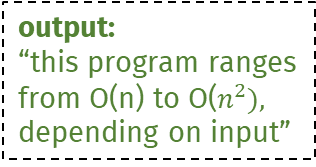 output:
“this program ranges
from O(n) to O(n²),
depending on input”